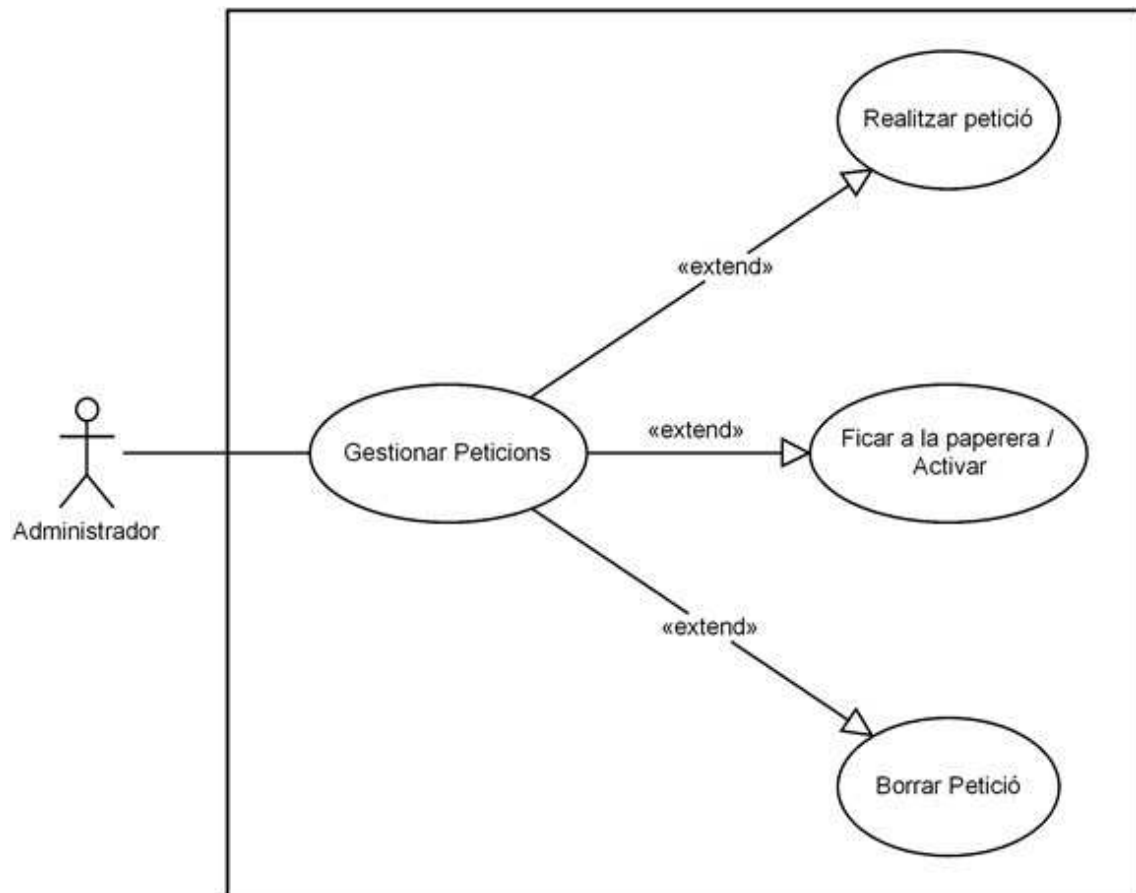 Realitzar petició
«extend»
Gestionar Peticions
«extend»
Ficar a la paperera /
Activar
Administrador
«extend»
Borrar Petició